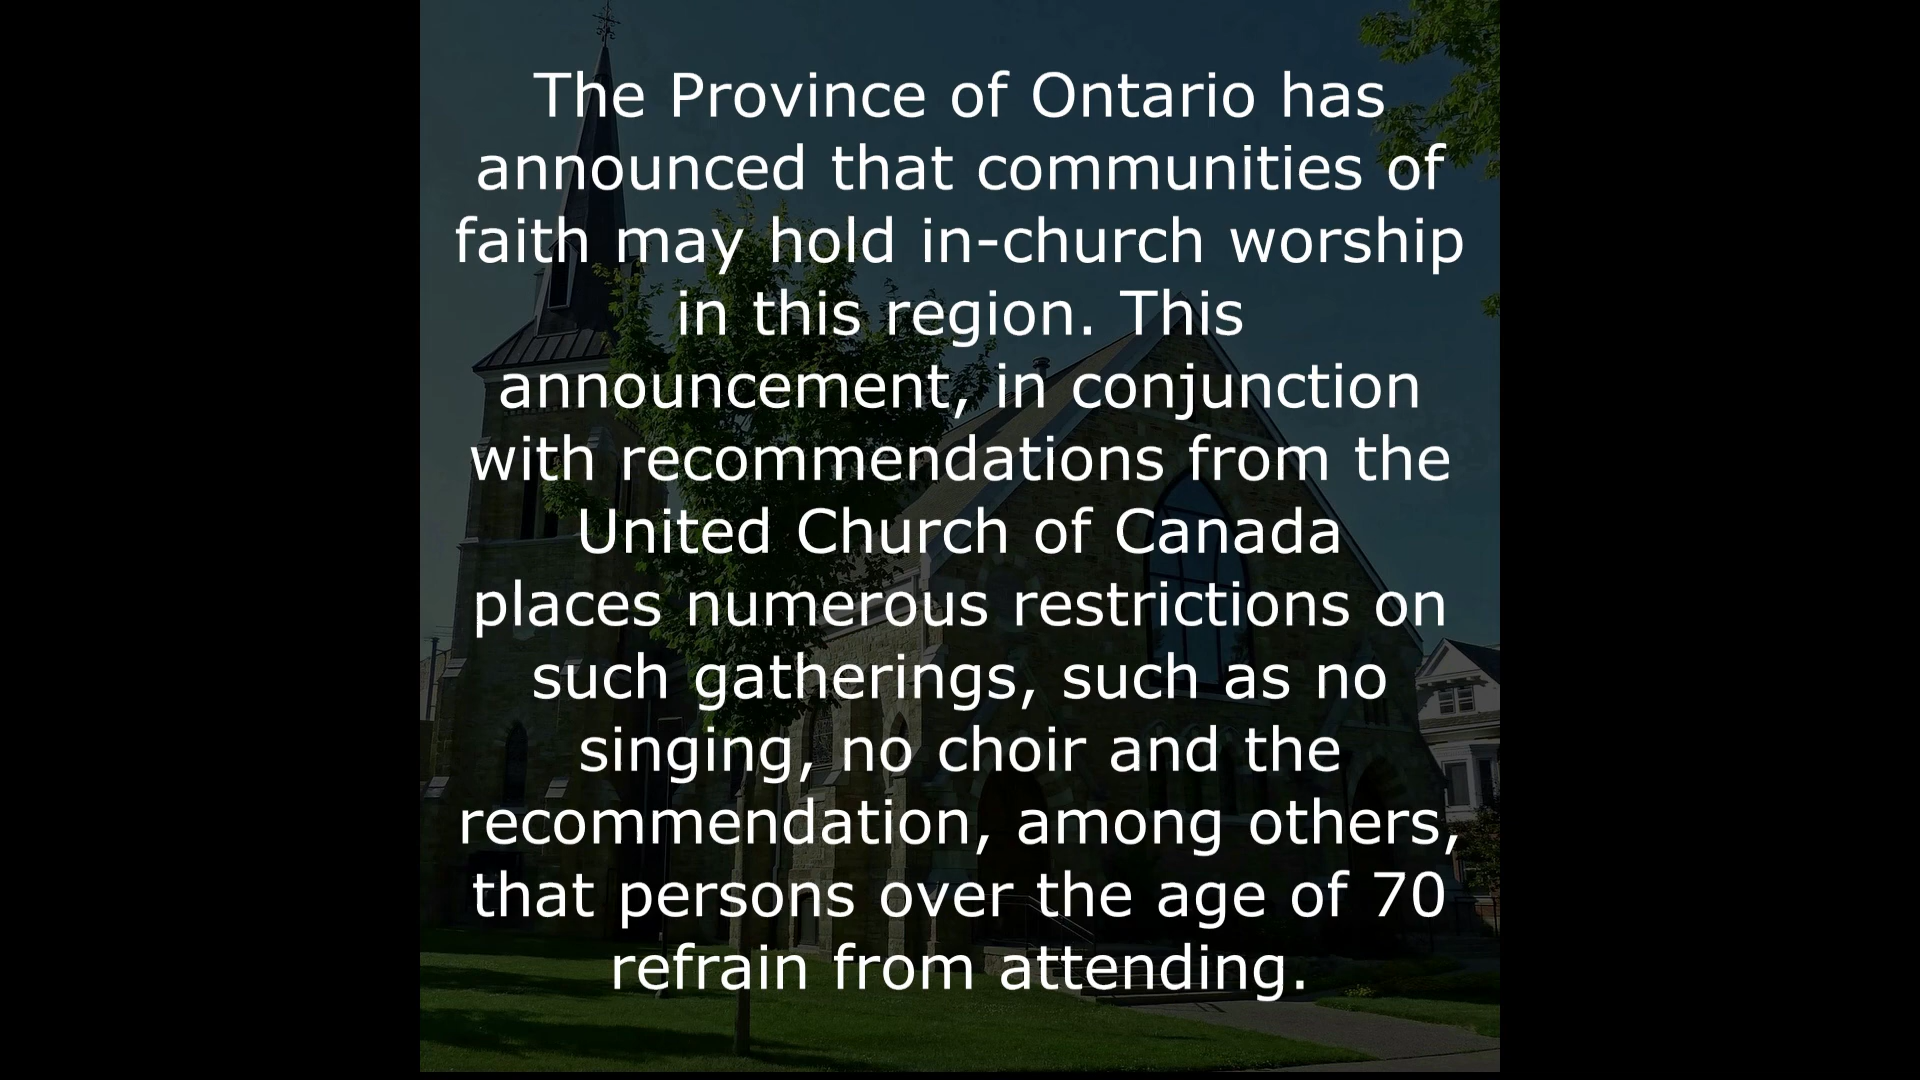 The Province of Ontario has
announced that communities of
faith may hold in-church worship
in this region. This
announcement, in conjunction
with recommendations from the
United Church of Canada
places numerous restrictions on
such gatherings, such as no
singing, no choir and the
recommendation, among others,
that persons over the age of 70
refrain from attending.